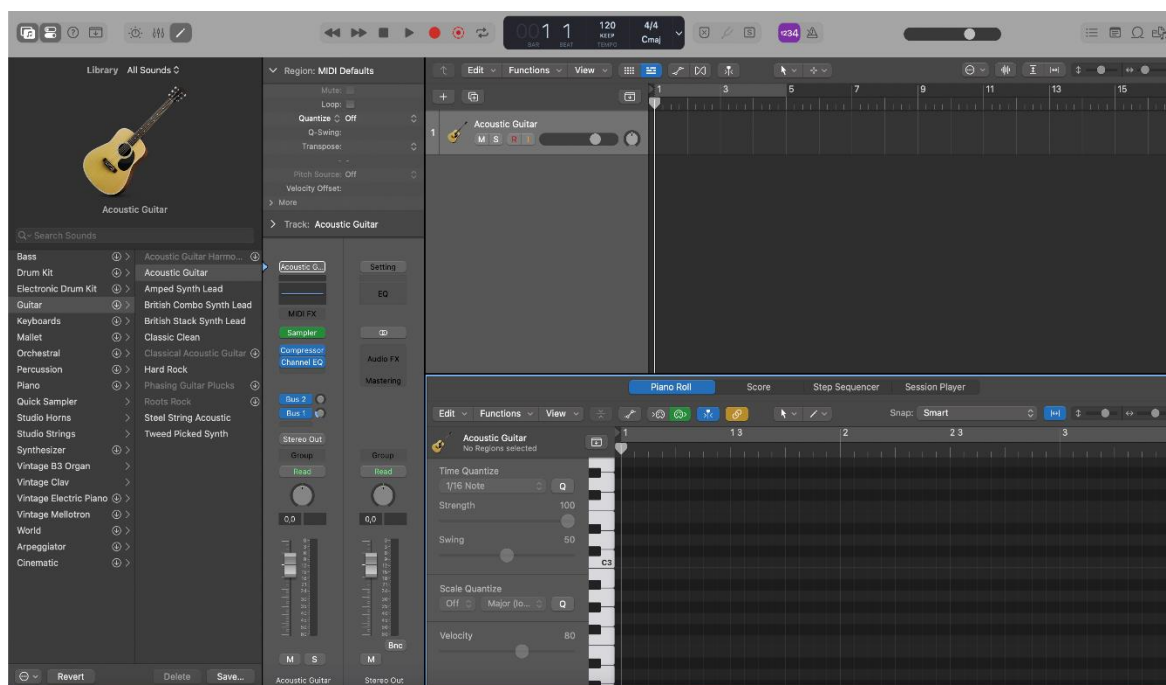 001 1
BAR BEAT
120
KEEP
TEMPO
4/4
Cmaj
1234
Library All Sounds
Acoustic Guitar
Search Sounds
Bass
Drum Kit
Electronic Drum Kit
Guitar
Keyboards
Mallet
Orchestral
Percussion
Piano
Quick Sampler
Studio Horns
Studio Strings
Synthesizer
Vintage B3 Organ
Vintage Clav
Vintage Electric Piano
Vintage Mellotron
World
Arpeggiator
Cinematic
Acoustic Guitar Harmo...
Acoustic Guitar
Amped Synth Lead
British Combo Synth Lead
British Stack Synth Lead
Classic Clean
Classical Acoustic Guitar
Hard Rock
Phasing Guitar Plucks
Roots Rock
Steel String Acoustic
Tweed Picked Synth
Revert Delete Save...
Region: MIDI Defaults
Mute:
Loop:
Quantize Off
Q-Swing:
Transpose:
Pitch Source: Off
Velocity Offset:
More
Track: Acoustic Guitar
Acoustic G...
MIDI FX
Sampler
Compressor
Channel EQ
Bus 2
Bus 1
Stereo Out
Group
Read
0,0
M S
Acoustic Guitar
Setting
EQ
Audio FX
Mastering
Group
Read
0,0
Bnc
M
Stereo Out
Edit Functions View
1 3 5 7 9 11 13 15
1
Acoustic Guitar
M S R I
Piano Roll Score Step Sequencer Session Player
Edit Functions View Snap: Smart
1 1 3 2 2 3 3
Acoustic Guitar
No Regions selected
Time Quantize
1/16 Note Q
Strength 100
Swing 50
Scale Quantize
Off Major (Io... Q
Velocity 80
C3